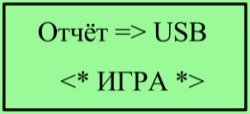 Отчёт => USB
<* ИГРА *>